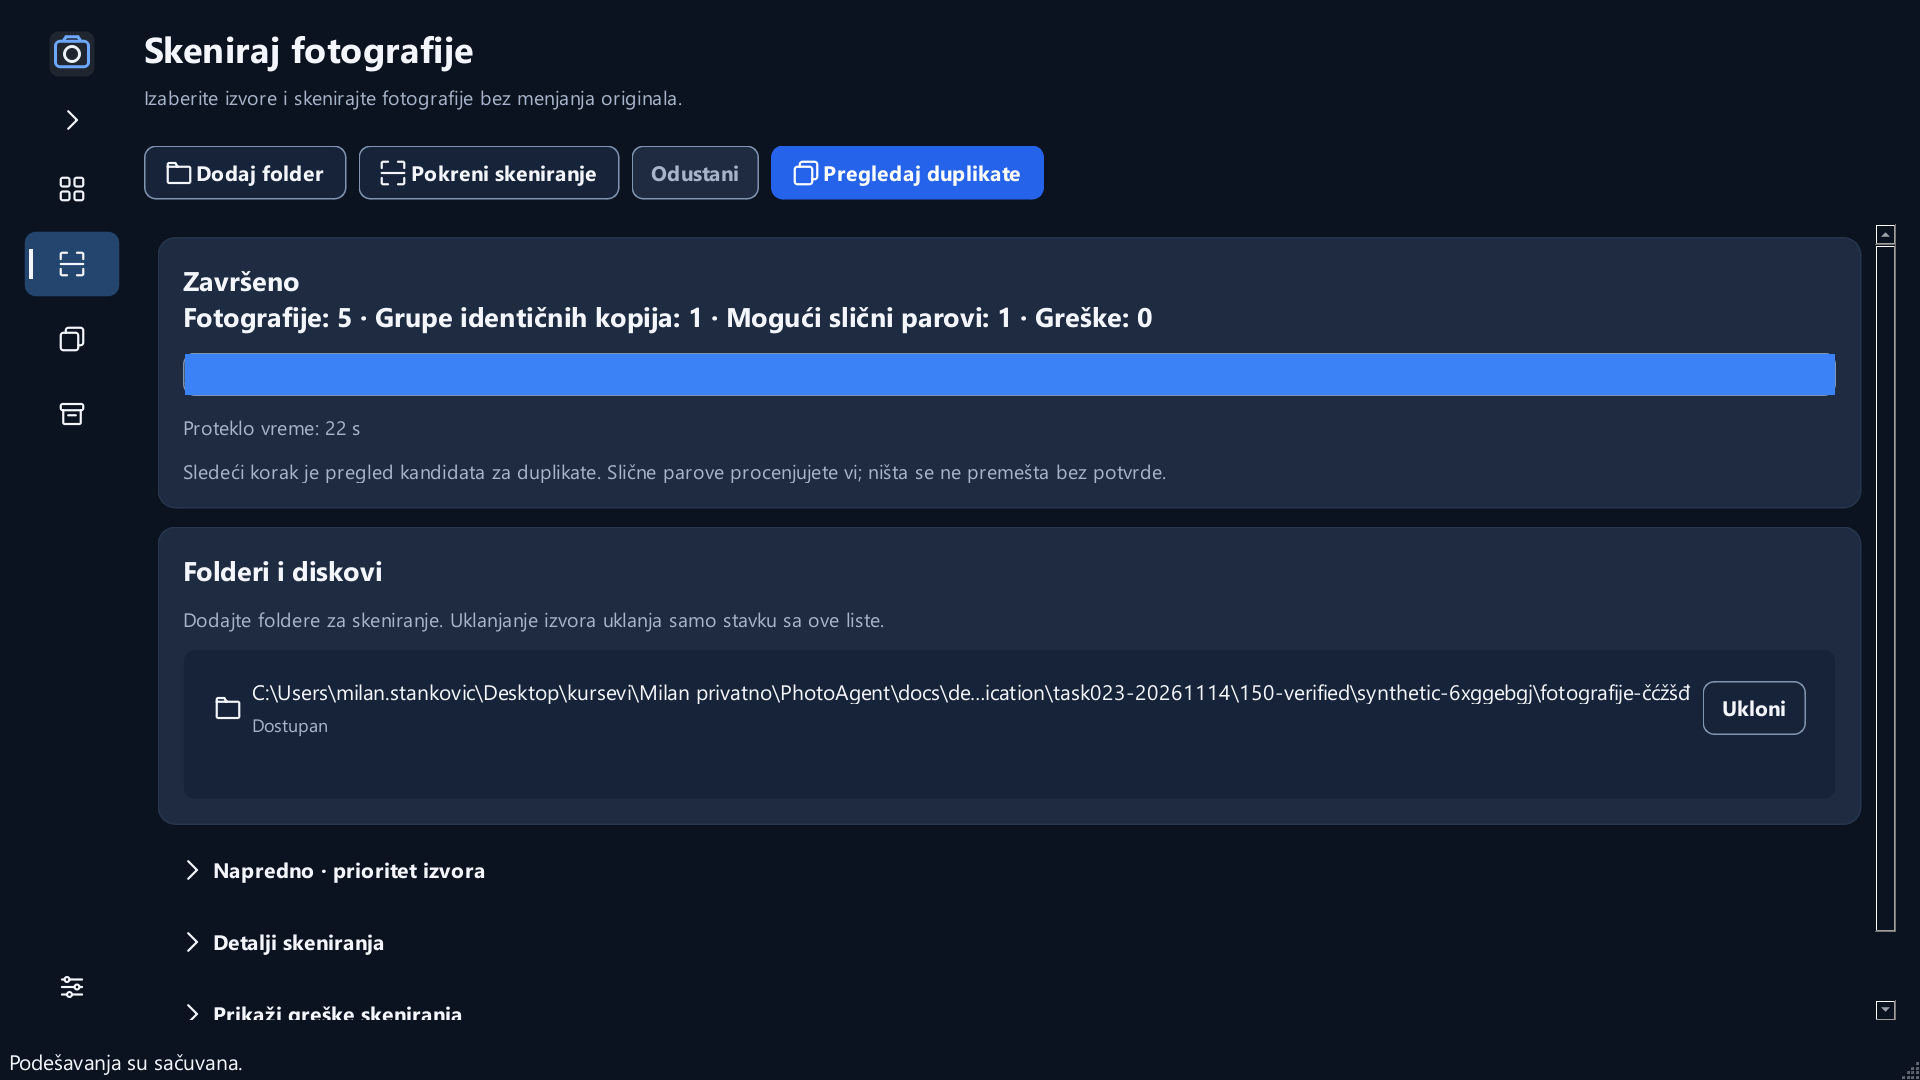 Skeniraj fotografije
Izaberite izvore i skenirajte fotografije bez menjanja originala.
Dodaj folder
Pokreni skeniranje
Odustani
Pregledaj duplikate
Završeno
Fotografije: 5 · Grupe identičnih kopija: 1 · Mogući slični parovi: 1 · Greške: 0
Proteklo vreme: 22 s
Sledeći korak je pregled kandidata za duplikate. Slične parove procenjujete vi; ništa se ne premešta bez potvrde.
Folderi i diskovi
Dodajte foldere za skeniranje. Uklanjanje izvora uklanja samo stavku sa ove liste.
C:\Users\milan.stankovic\Desktop\kursevi\Milan privatno\PhotoAgent\docs\de...ication\task023-20261114\150-verified\synthetic-6xggebgj\fotografije-čćžšđ
Dostupan
Ukloni
Napredno · prioritet izvora
Detalji skeniranja
Prikaži greške skeniranja
Podešavanja su sačuvana.